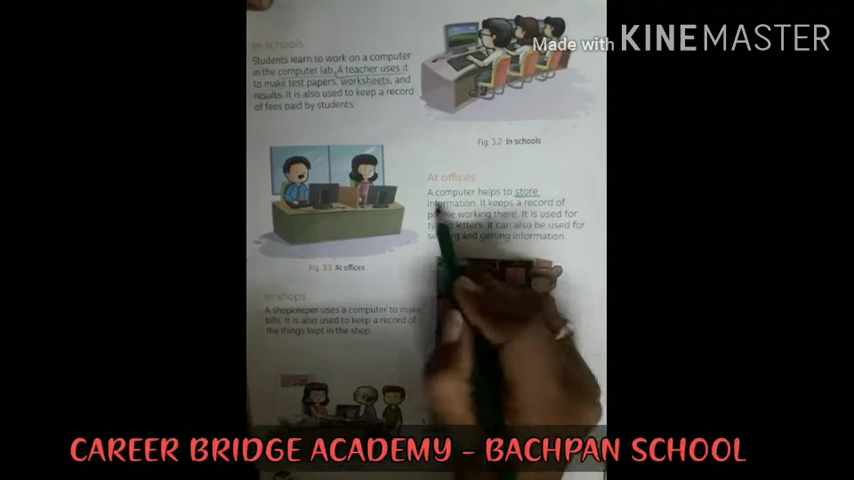 Made with KINEMASTER
In schools
Students learn to work on a computer
in the computer lab. A teacher uses it
to make test papers, worksheets, and
results. It is also used to keep a record
of fees paid by students.
Fig. 3.2 In schools
At offices
A computer helps to store
information. It keeps a record of
people working there. It is used for
letters. It can also be used for
and getting information.
Fig. 3.3 At offices
In shops
A shopkeeper uses a computer to make
bills. It is also used to keep a record of
the things kept in the shop.
CAREER BRIDGE ACADEMY - BACHPAN SCHOOL